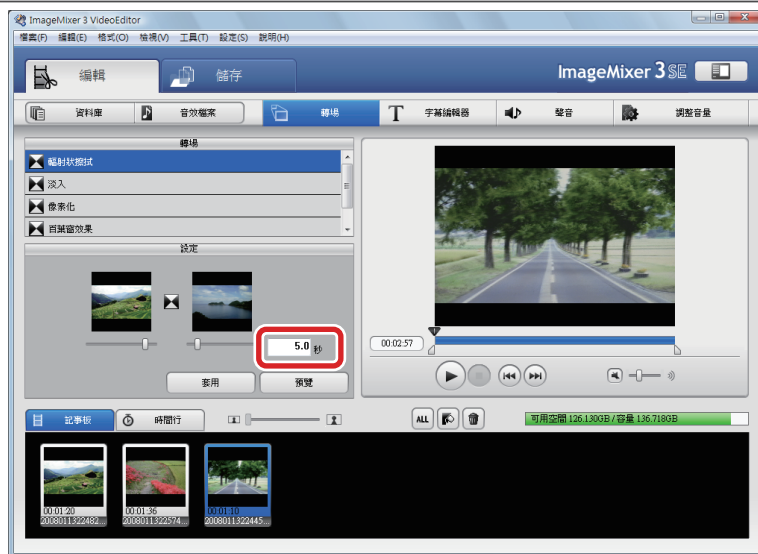 ImageMixer 3 VideoEditor
檔案(F) 編輯(E) 格式(O) 檢視(V) 工具(T) 設定(S) 說明(H)
編輯 儲存 ImageMixer 3 SE
資料庫 音效檔案 轉場 T 字幕編輯器 聲音 調整音量
轉場
輻射狀擦拭
淡入
像素化
百葉窗效果
設定
5.0 秒
00:02:57
套用 預覽
記事板 時間行 ALL 可用空間 126.130GB / 容量 136.718GB
00:01:20 00:01:36 00:01:10
2008011322482... 2008011322574... 2008011322445...